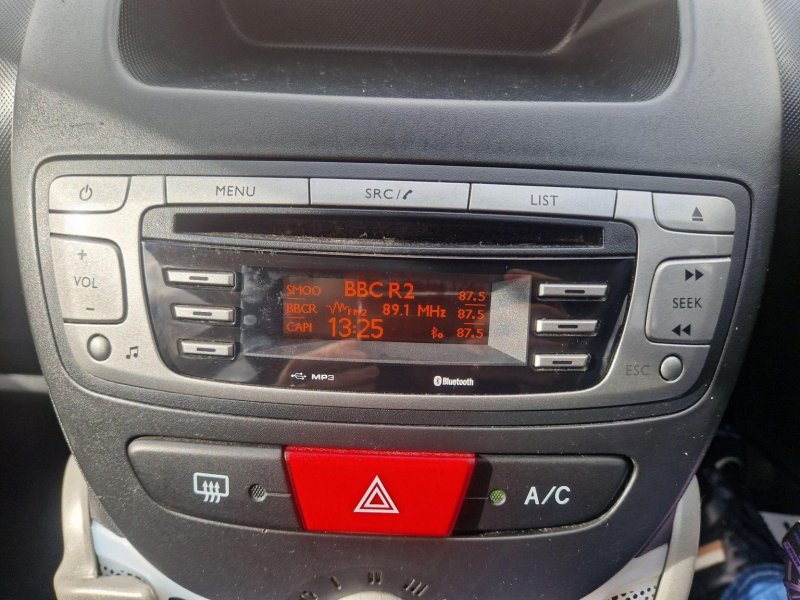 MENU SRC/ LIST
+
VOL
−
SEEK
ESC
SMOO BBC R2 87.5
BBCR FM2 89.1 MHz 87.5
CAPI 13:25 87.5
MP3 Bluetooth
A/C